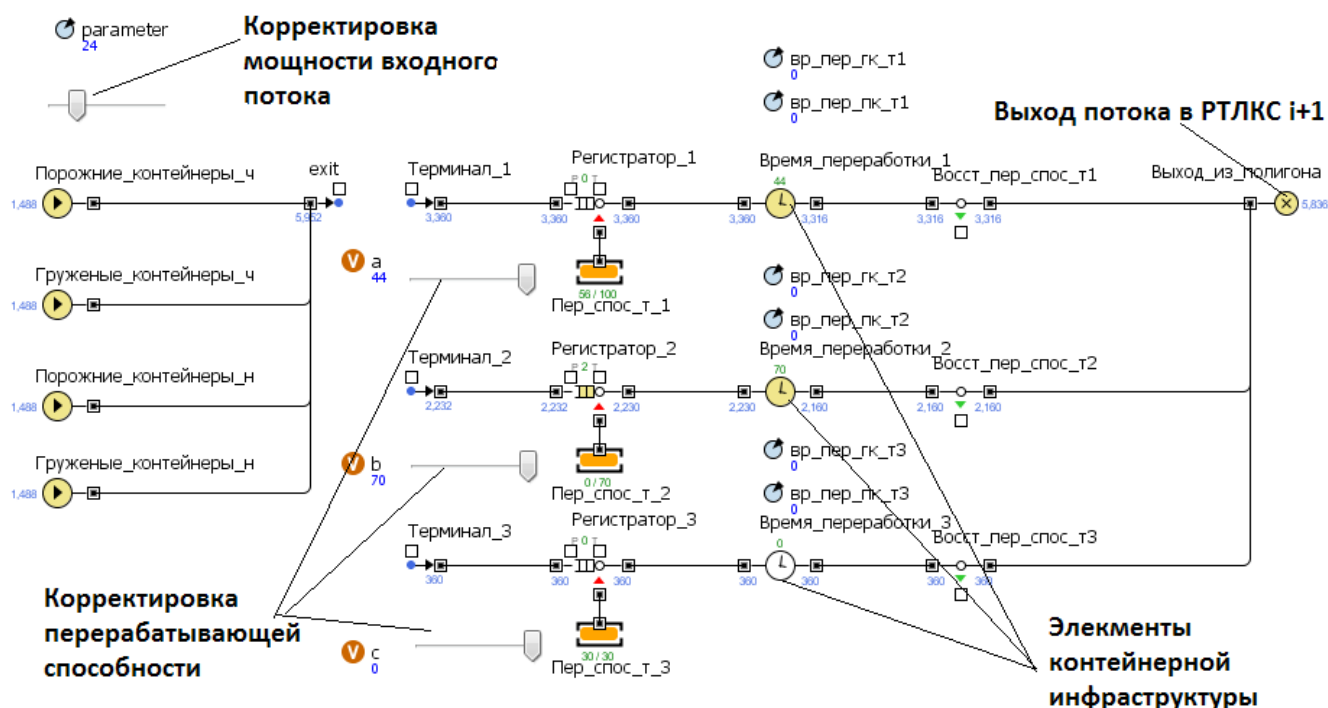 parameter
24
Корректировка
мощности входного
потока
вр_пер_гк_т1
0
вр_пер_пк_т1
0
Выход потока в РТЛКС i+1
Порожние_контейнеры_ч
1,488
exit
5,952
Терминал_1
3,360
Регистратор_1
P 0 T
3,360
3,360
Время_переработки_1
44
3,360
3,316
Восст_пер_спос_т1
3,316
3,316
Выход_из_полигона
5,836
a
44
56 / 100
Пер_спос_т_1
Груженые_контейнеры_ч
1,488
вр_пер_гк_т2
0
вр_пер_пк_т2
0
Порожние_контейнеры_н
1,488
Терминал_2
2,232
Регистратор_2
P 2 T
2,232
2,230
Время_переработки_2
70
2,230
2,160
Восст_пер_спос_т2
2,160
2,160
Груженые_контейнеры_н
1,488
b
70
0 / 70
Пер_спос_т_2
вр_пер_гк_т3
0
вр_пер_пк_т3
0
Терминал_3
360
Регистратор_3
P 0 T
360
360
Время_переработки_3
0
360
360
Восст_пер_спос_т3
360
360
Корректировка
перерабатывающей
способности
c
0
30 / 30
Пер_спос_т_3
Элекменты
контейнерной
инфраструктуры